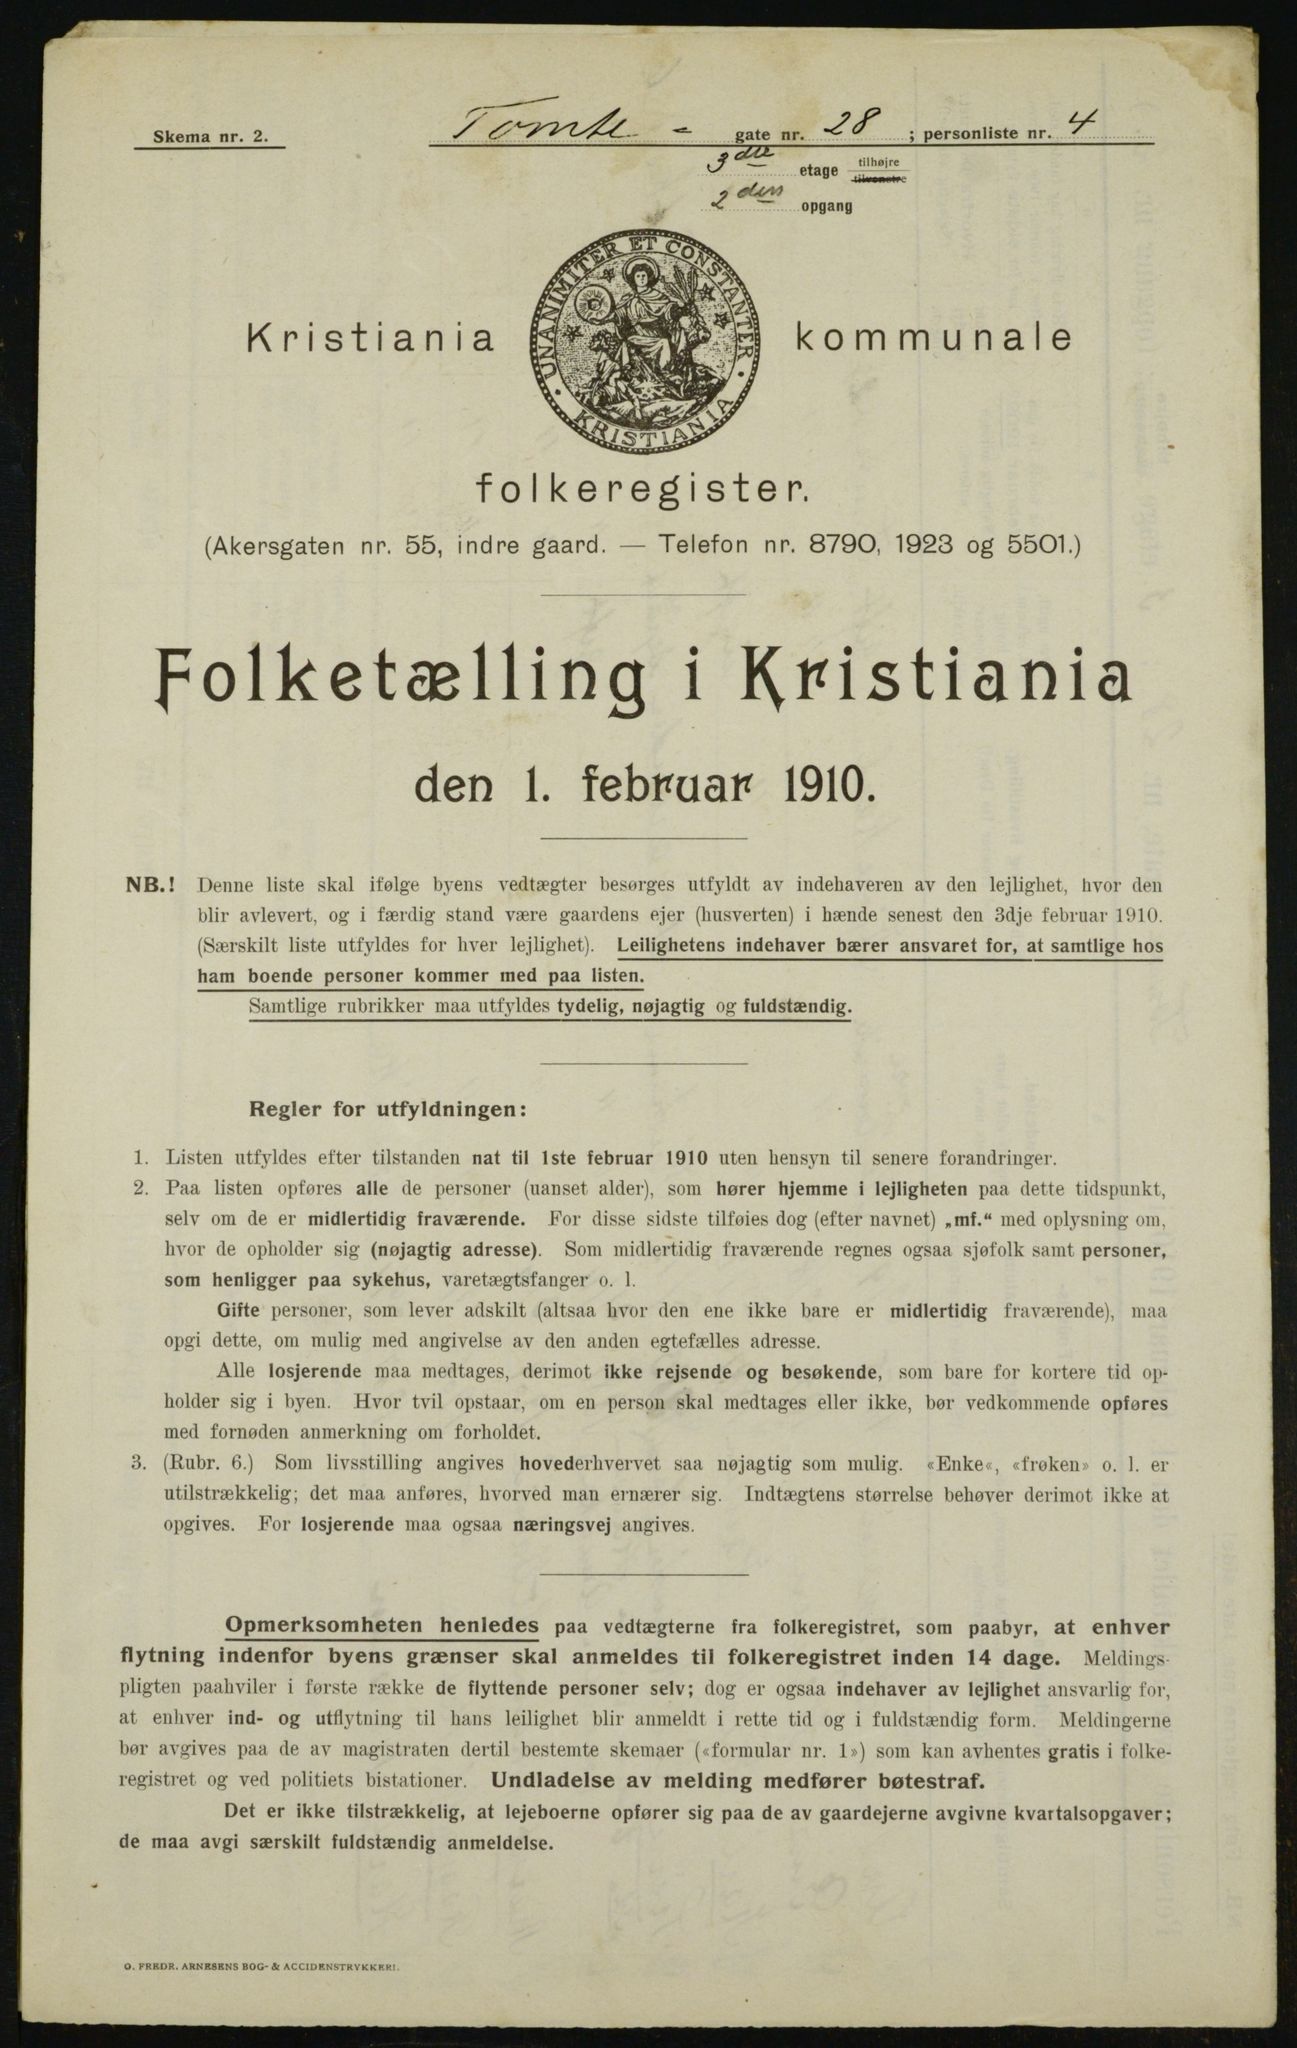 Skema nr. 2.
Tomte - gate nr. 28 ; personliste nr. 4
3die etage tilhøjre tilvenstre
2den opgang
UNANIMITER ET CONSTANTER
KRISTIANIA
Kristiania kommunale
folkeregister.
(Akersgaten nr. 55, indre gaard. — Telefon nr. 8790, 1923 og 5501.)
Folketælling i Kristiania
den 1. februar 1910.
NB.! Denne liste skal ifølge byens vedtægter besørges utfyldt av indehaveren av den lejlighet, hvor den
blir avlevert, og i færdig stand være gaardens ejer (husverten) i hænde senest den 3dje februar 1910.
(Særskilt liste utfyldes for hver lejlighet). Leilighetens indehaver bærer ansvaret for, at samtlige hos
ham boende personer kommer med paa listen.
Samtlige rubrikker maa utfyldes tydelig, nøjagtig og fuldstændig.
Regler for utfyldningen:
1. Listen utfyldes efter tilstanden nat til 1ste februar 1910 uten hensyn til senere forandringer.
2. Paa listen opføres alle de personer (uanset alder), som hører hjemme i lejligheten paa dette tidspunkt,
selv om de er midlertidig fraværende. For disse sidste tilføies dog (efter navnet) „mf.“ med oplysning om,
hvor de opholder sig (nøjagtig adresse). Som midlertidig fraværende regnes ogsaa sjøfolk samt personer,
som henligger paa sykehus, varetægtsfanger o. l.
Gifte personer, som lever adskilt (altsaa hvor den ene ikke bare er midlertidig fraværende), maa
opgi dette, om mulig med angivelse av den anden egtefælles adresse.
Alle losjerende maa medtages, derimot ikke rejsende og besøkende, som bare for kortere tid op-
holder sig i byen. Hvor tvil opstaar, om en person skal medtages eller ikke, bør vedkommende opføres
med fornøden anmerkning om forholdet.
3. (Rubr. 6.) Som livsstilling angives hovederhvervet saa nøjagtig som mulig. «Enke«, «frøken» o. l. er
utilstrækkelig; det maa anføres, hvorved man ernærer sig. Indtægtens størrelse behøver derimot ikke at
opgives. For losjerende maa ogsaa næringsvej angives.
Opmerksomheten henledes paa vedtægterne fra folkeregistret, som paabyr, at enhver
flytning indenfor byens grænser skal anmeldes til folkeregistret inden 14 dage. Meldings-
pligten paahviler i første række de flyttende personer selv; dog er ogsaa indehaver av lejlighet ansvarlig for,
at enhver ind- og utflytning til hans leilighet blir anmeldt i rette tid og i fuldstændig form. Meldingerne
bør avgives paa de av magistraten dertil bestemte skemaer («formular nr. 1») som kan avhentes gratis i folke-
registret og ved politiets bistationer. Undladelse av melding medfører bøtestraf.
Det er ikke tilstrækkelig, at lejeboerne opfører sig paa de av gaardejerne avgivne kvartalsopgaver;
de maa avgi særskilt fuldstændig anmeldelse.
O. FREDR. ARNESENS BOG- & ACCIDENSTRYKKERI.